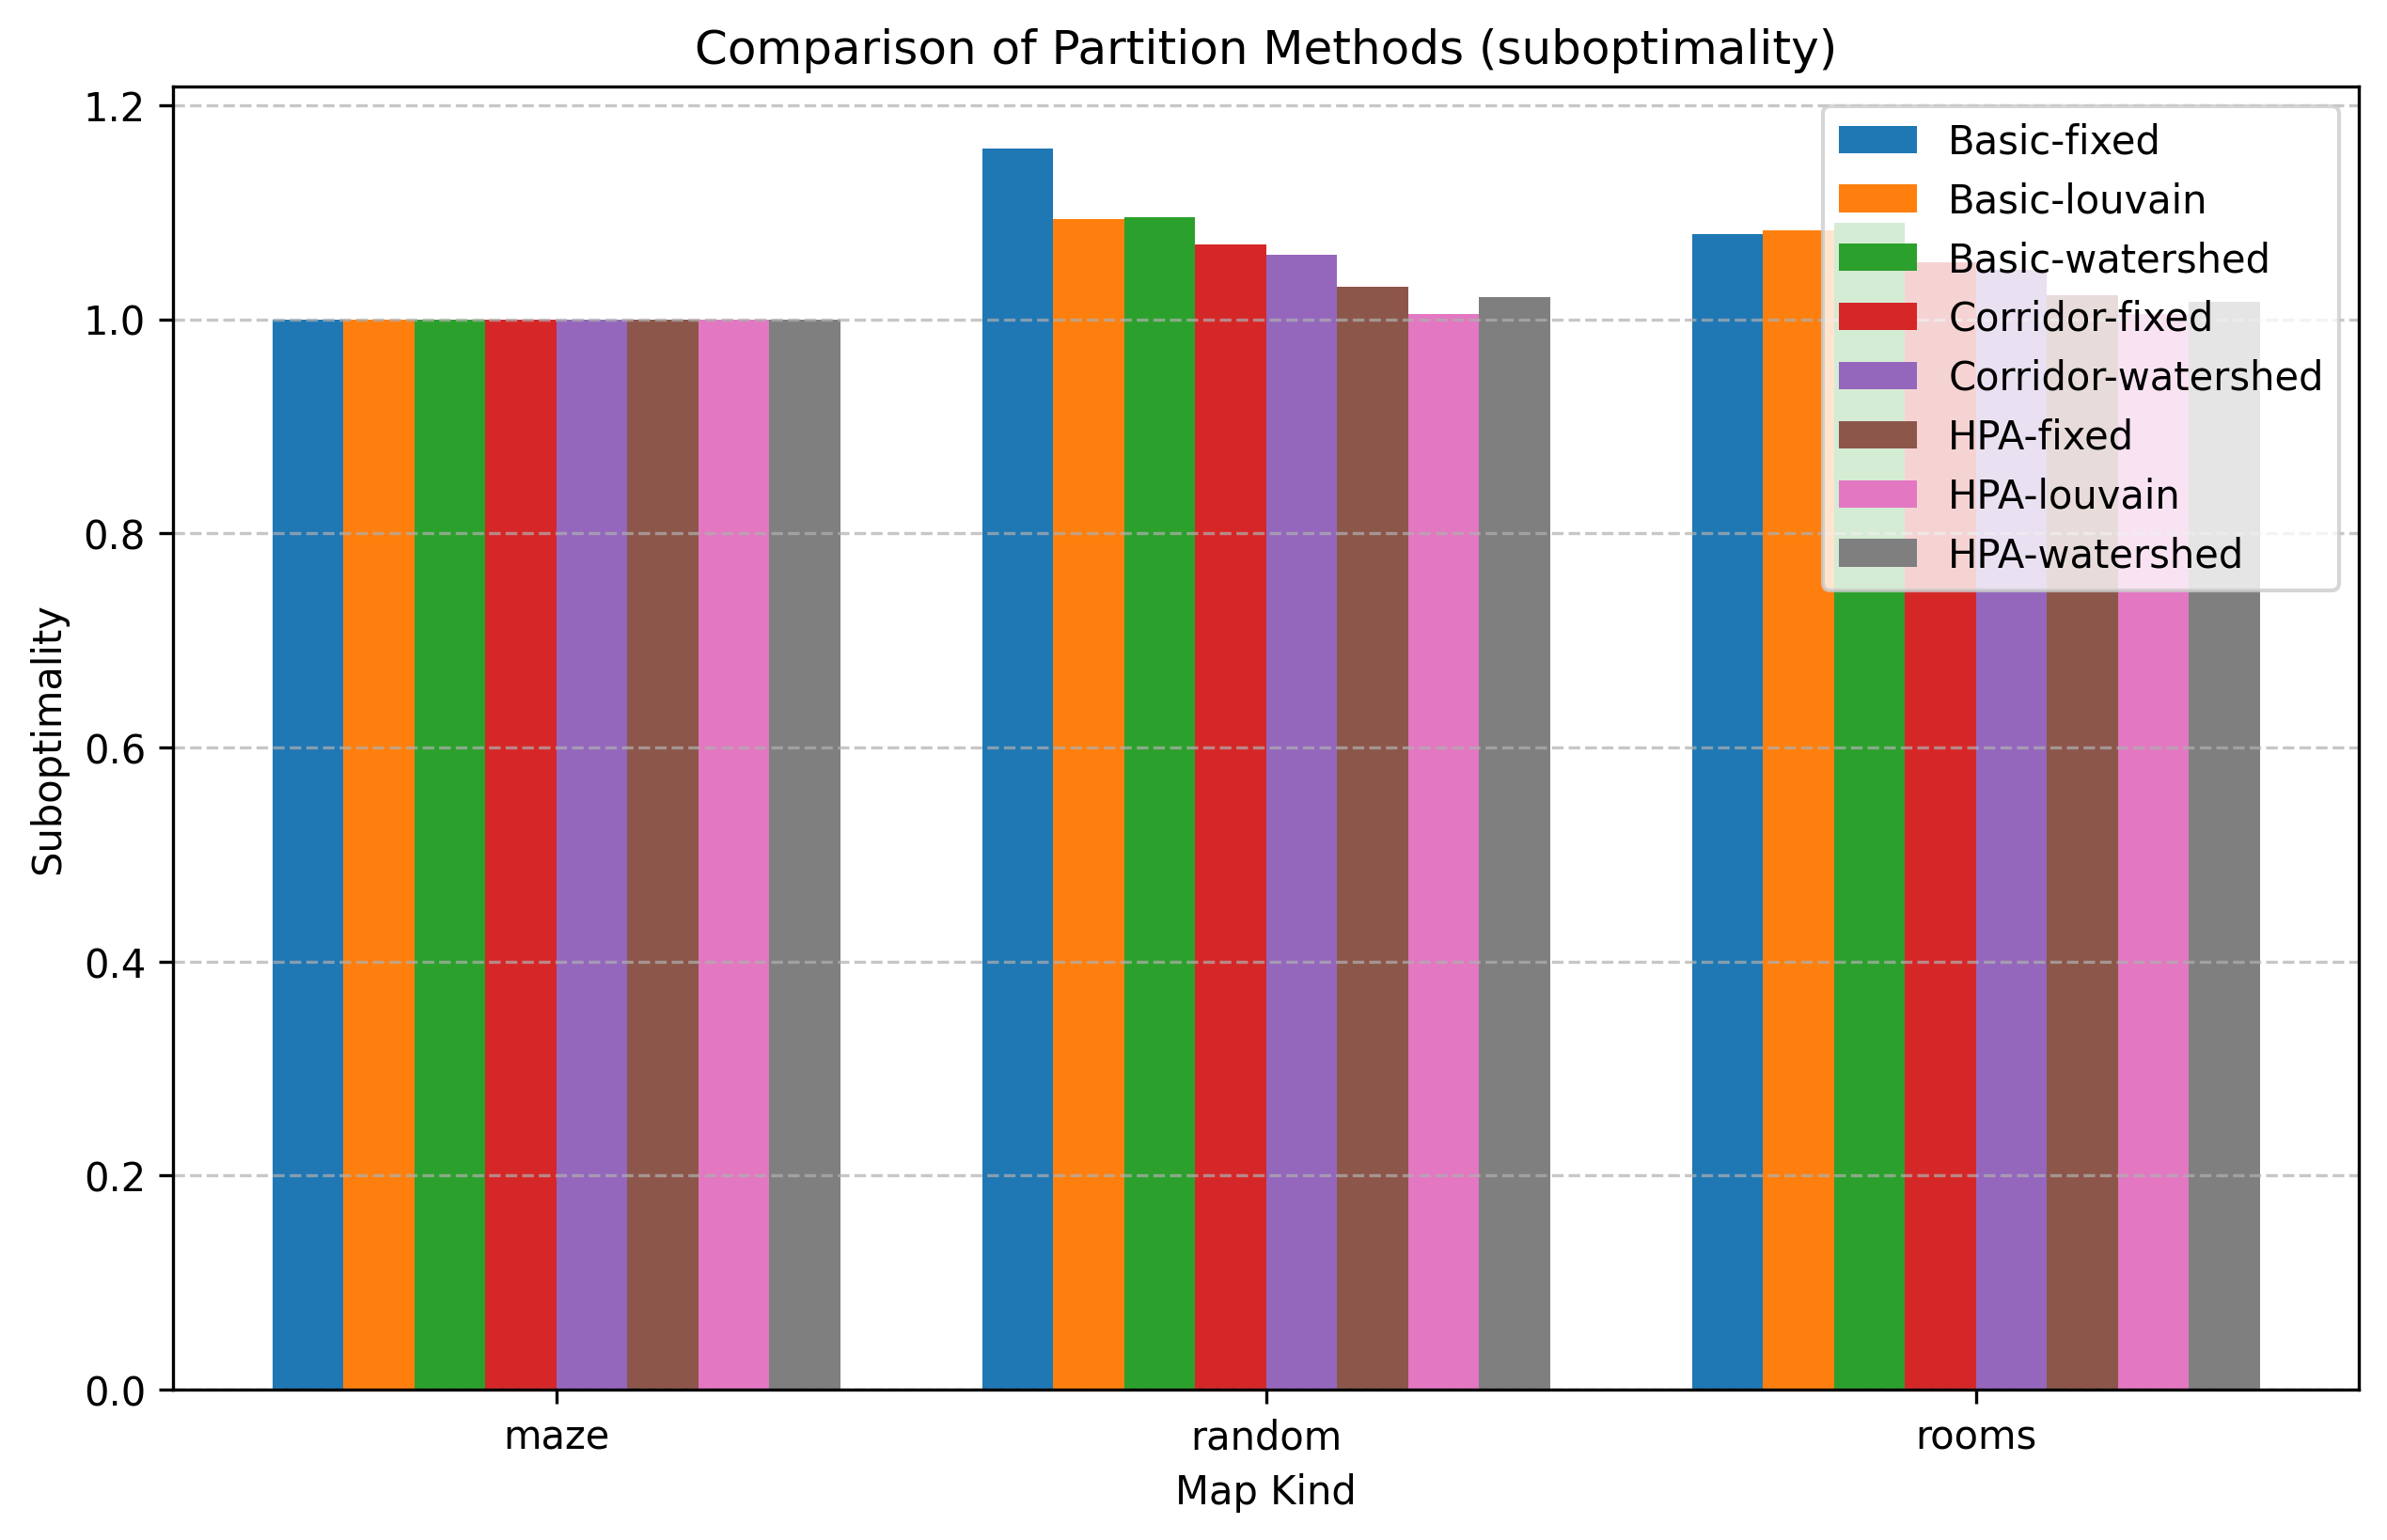 Comparison of Partition Methods (suboptimality)
1.2
1.0
0.8
0.6
0.4
0.2
0.0
Suboptimality
Basic-fixed
Basic-louvain
Basic-watershed
Corridor-fixed
Corridor-watershed
HPA-fixed
HPA-louvain
HPA-watershed
maze random rooms
Map Kind